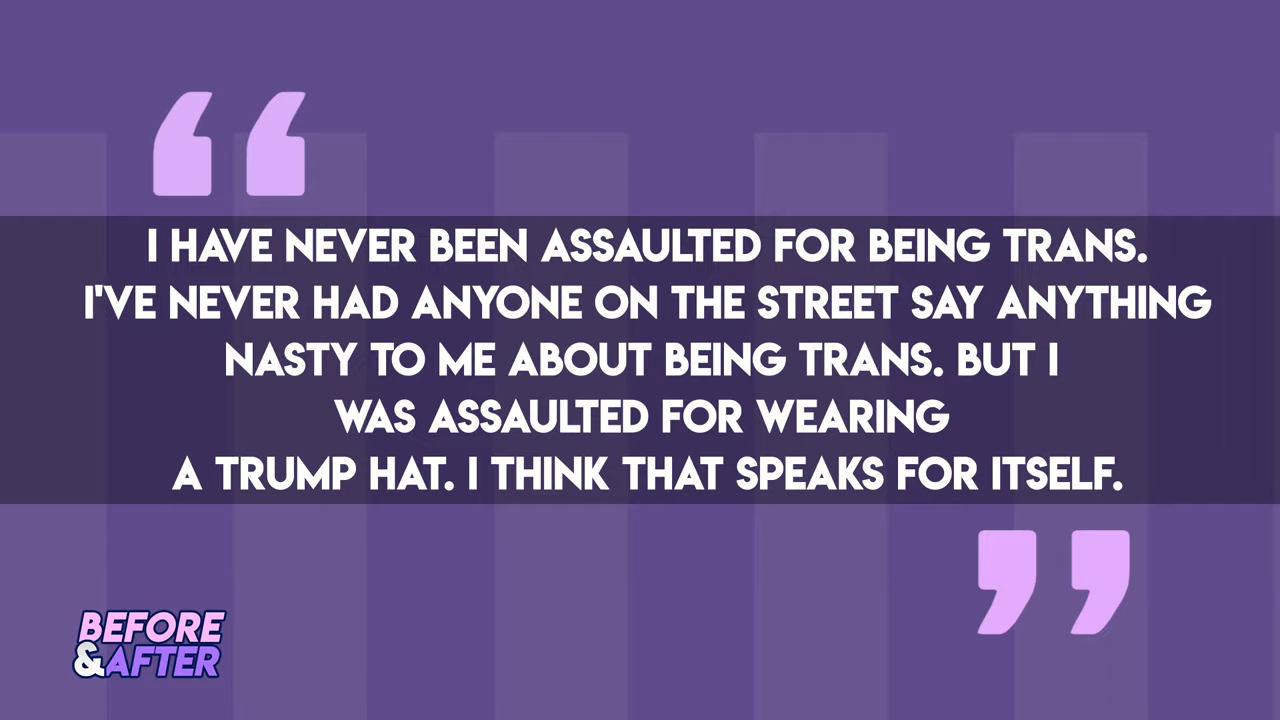 “
I HAVE NEVER BEEN ASSAULTED FOR BEING TRANS.
I'VE NEVER HAD ANYONE ON THE STREET SAY ANYTHING
NASTY TO ME ABOUT BEING TRANS. BUT I
WAS ASSAULTED FOR WEARING
A TRUMP HAT. I THINK THAT SPEAKS FOR ITSELF.
”
BEFORE
&AFTER